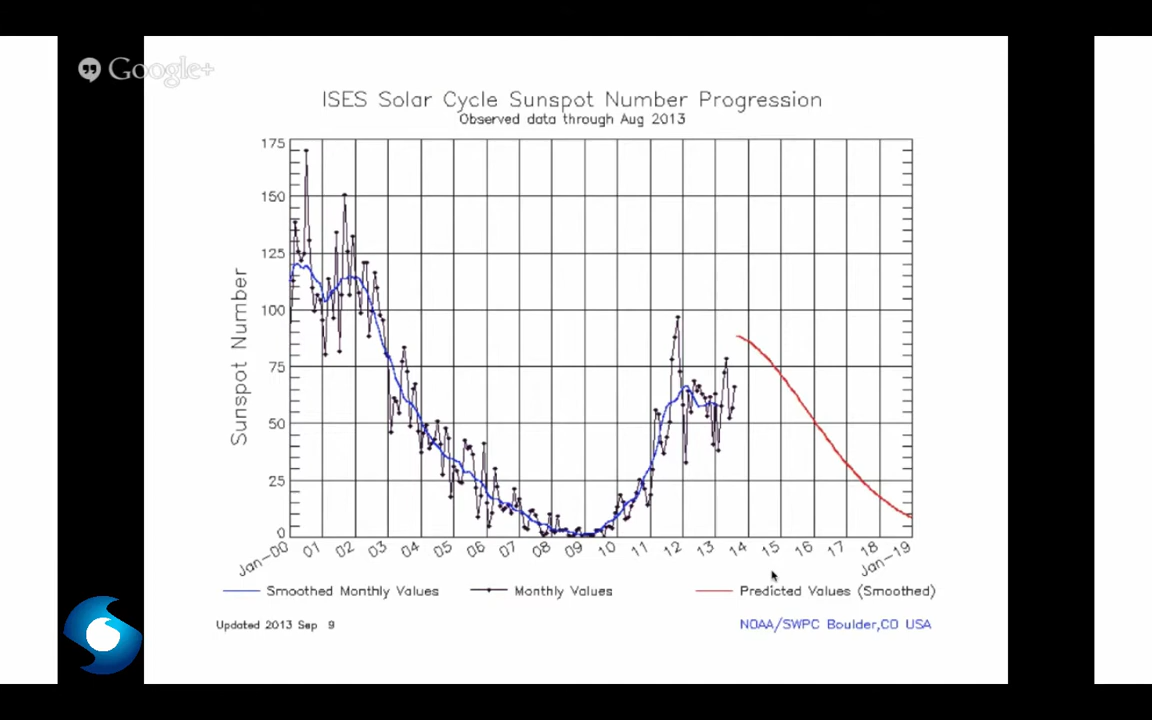 Google+
ISES Solar Cycle Sunspot Number Progression
Observed data through Aug 2013
175
150
125
100
75
50
25
0
Sunspot Number
Jan-00 01 02 03 04 05 06 07 08 09 10 11 12 13 14 15 16 17 18 Jan-19
Smoothed Monthly Values Monthly Values Predicted Values (Smoothed)
Updated 2013 Sep 9 NOAA/SWPC Boulder,CO USA